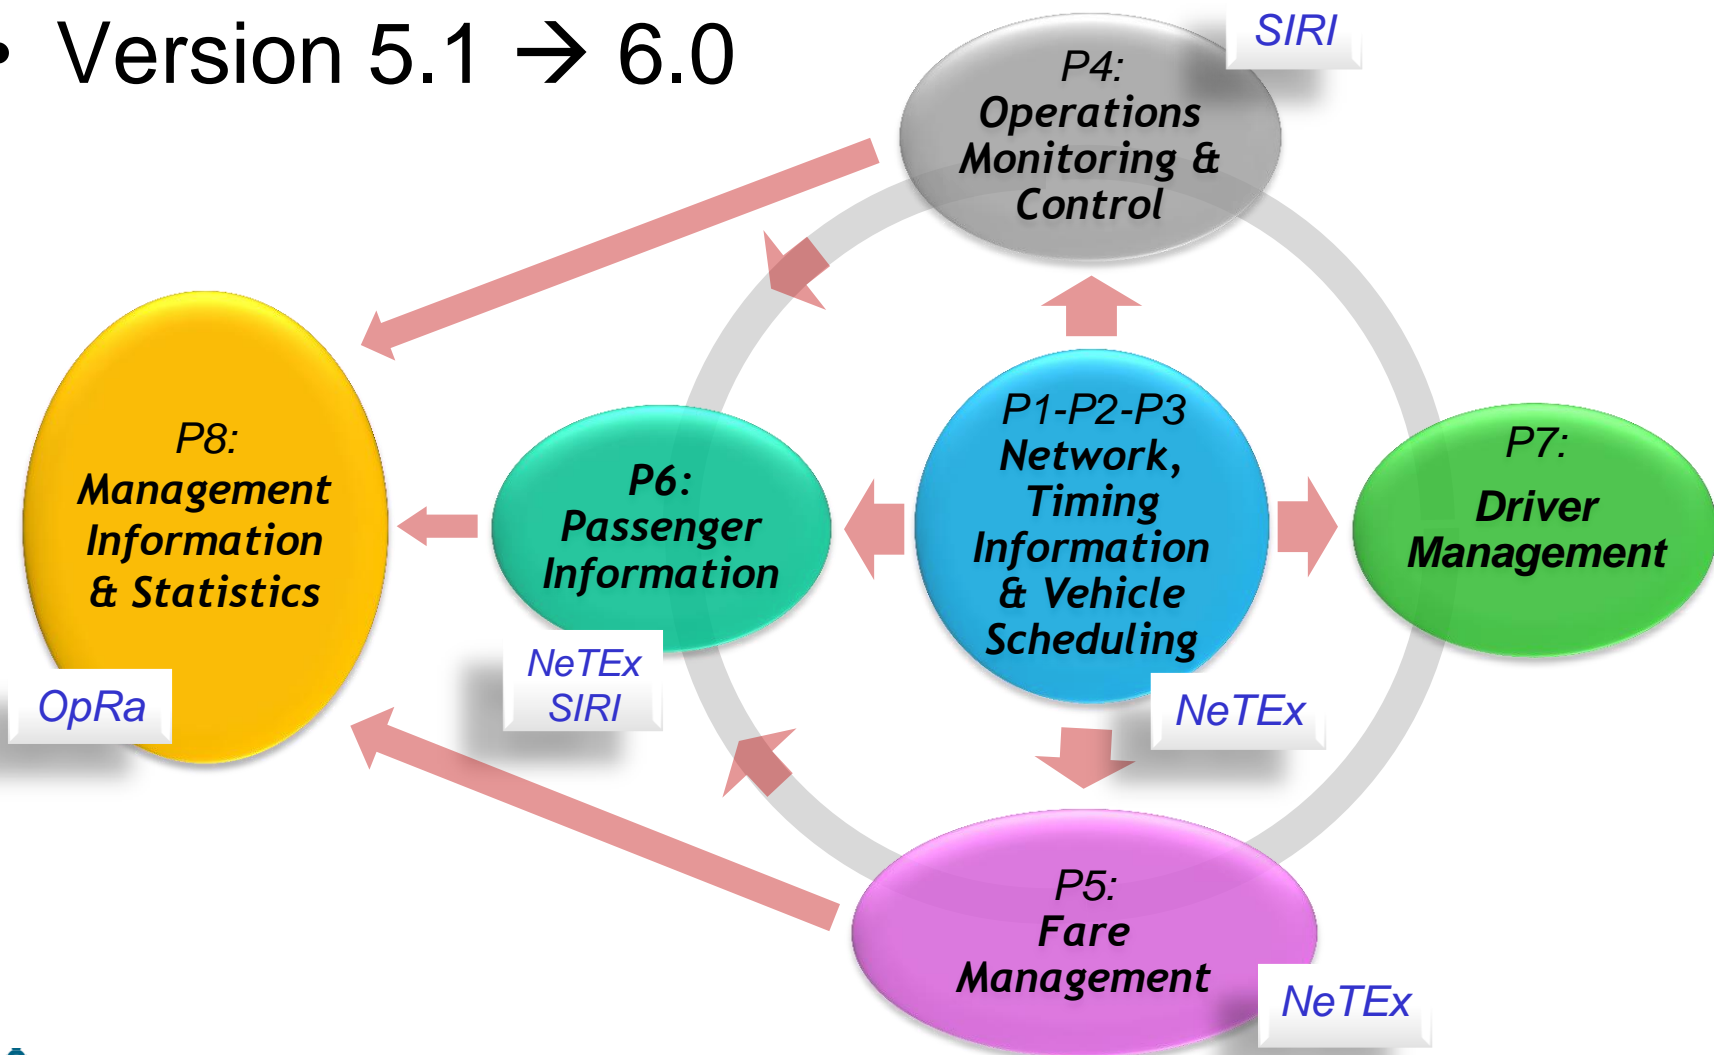 • Version 5.1 → 6.0
SIRI
P4:
Operations
Monitoring &
Control
P8:
Management
Information
& Statistics
OpRa
P6:
Passenger
Information
NeTEx
SIRI
P1-P2-P3
Network,
Timing
Information
& Vehicle
Scheduling
NeTEx
P7:
Driver
Management
P5:
Fare
Management
NeTEx